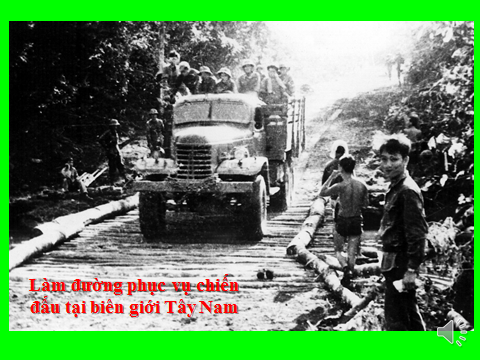 Làm đường phục vụ chiến
đấu tại biên giới Tây Nam